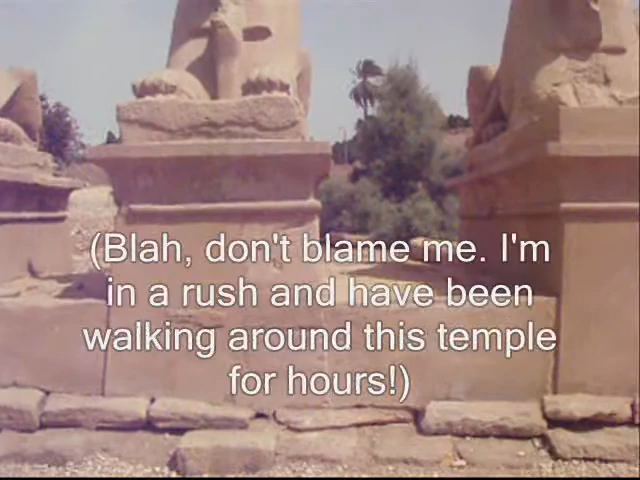 (Blah, don't blame me. I'm
in a rush and have been
walking around this temple
for hours!)